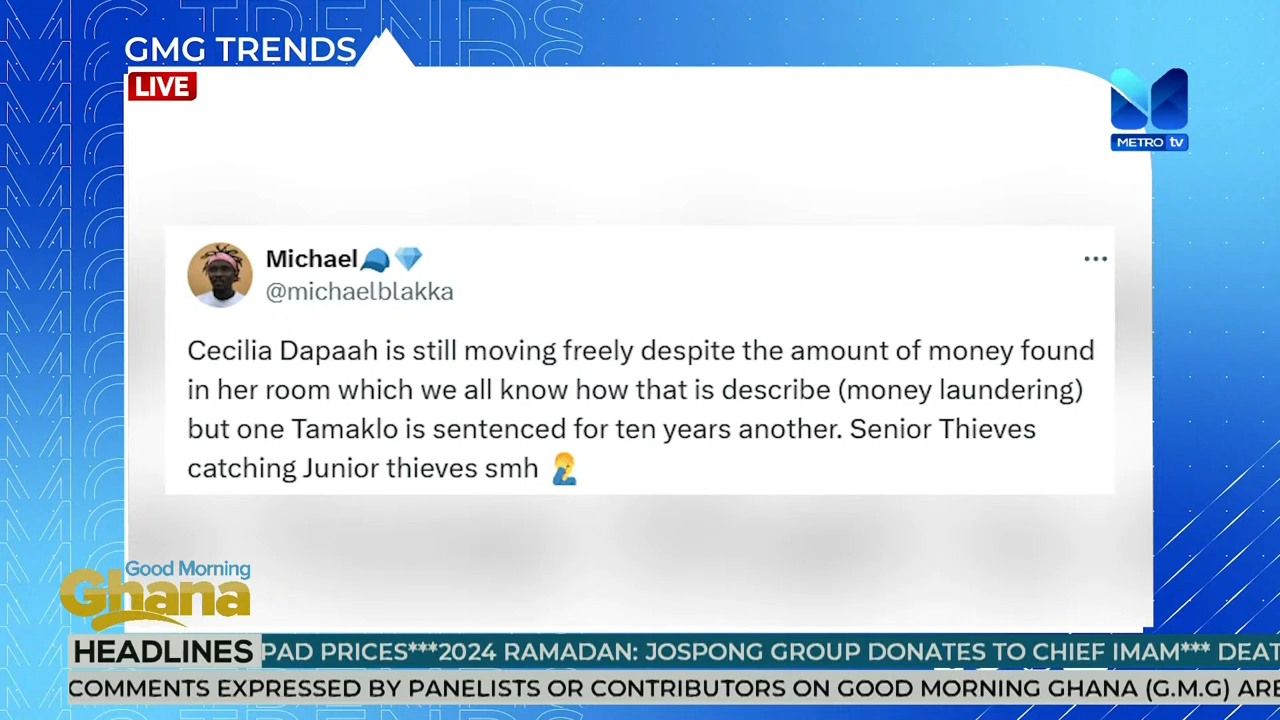 GMG TRENDS
LIVE
METRO tv
Michael🧢💎
@michaelblakka
Cecilia Dapaah is still moving freely despite the amount of money found
in her room which we all know how that is describe (money laundering)
but one Tamaklo is sentenced for ten years another. Senior Thieves
catching Junior thieves smh 🤦‍♂️
Good Morning
Ghana
HEADLINES PAD PRICES***2024 RAMADAN: JOSPONG GROUP DONATES TO CHIEF IMAM*** DEAT
COMMENTS EXPRESSED BY PANELISTS OR CONTRIBUTORS ON GOOD MORNING GHANA (G.M.G) ARE